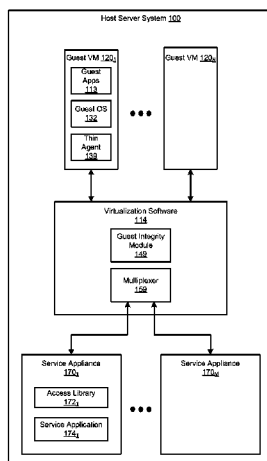 Host Server System 100
Guest VM 120₁
Guest VM 120ₙ
Guest
Apps
113
Guest OS
132
Thin
Agent
139
Virtualization Software
114
Guest Integrity
Module
149
Multiplexer
159
Service Appliance
170₁
Service Appliance
170ₘ
Access Library
172₁
Service Application
174₁